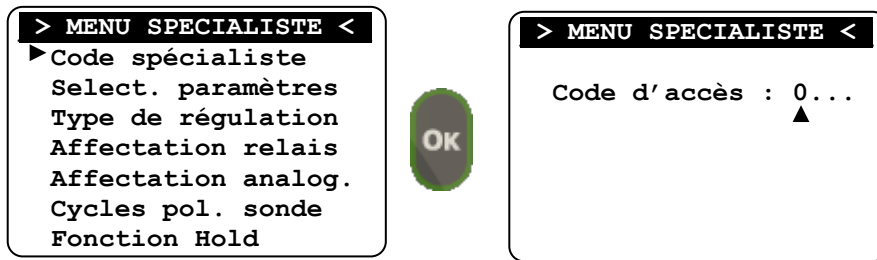 > MENU SPECIALISTE <
▶Code spécialiste
Select. paramètres
Type de régulation
Affectation relais
Affectation analog.
Cycles pol. sonde
Fonction Hold
OK
> MENU SPECIALISTE <
Code d'accès : 0...
▲